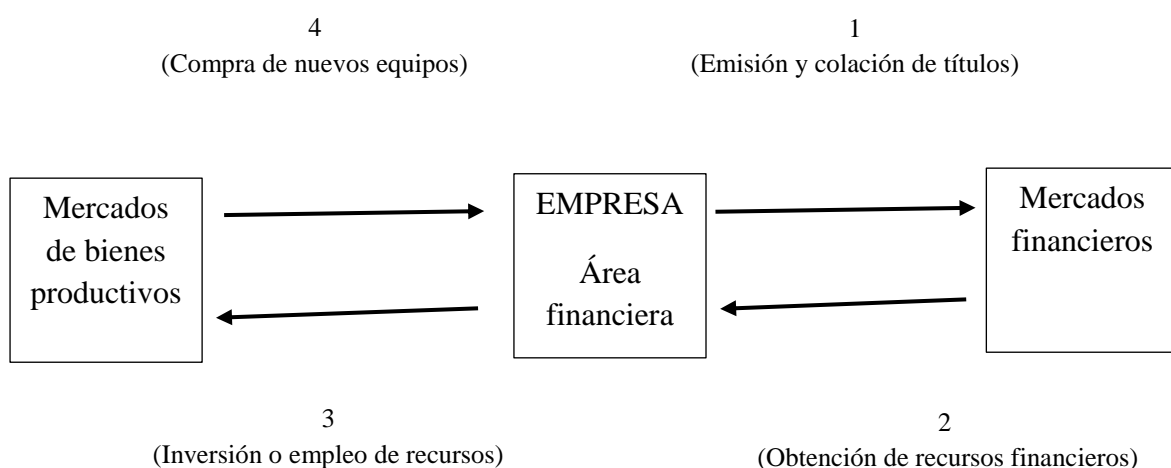 4
(Compra de nuevos equipos)
1
(Emisión y colación de títulos)
Mercados
de bienes
productivos
EMPRESA
Área
financiera
Mercados
financieros
3
(Inversión o empleo de recursos)
2
(Obtención de recursos financieros)